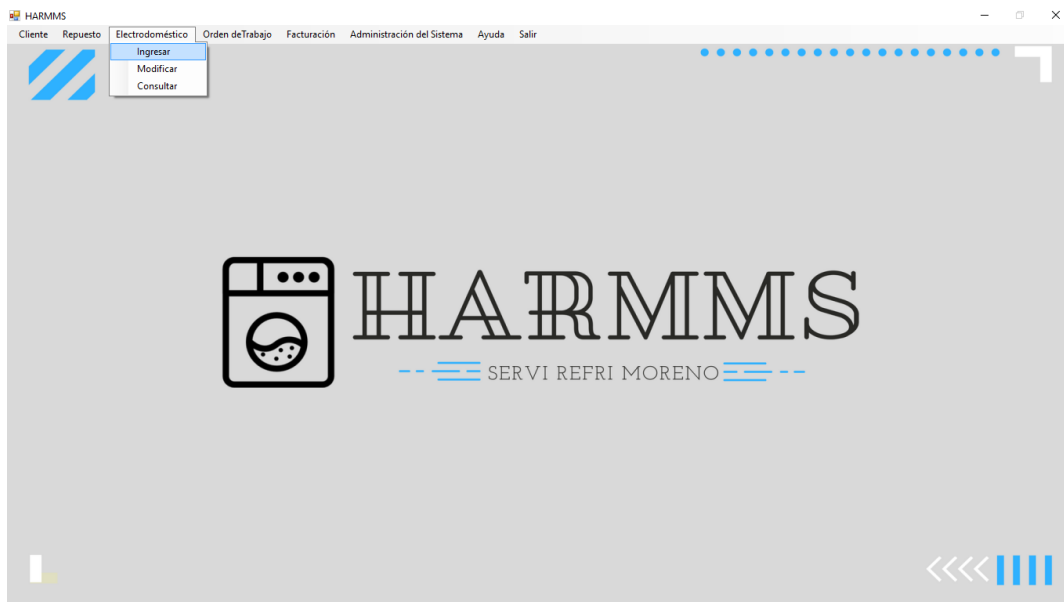 HARMMS
Cliente Repuesto Electrodoméstico Orden deTrabajo Facturación Administración del Sistema Ayuda Salir
Ingresar
Modificar
Consultar
HARMMS
SERVI REFRI MORENO